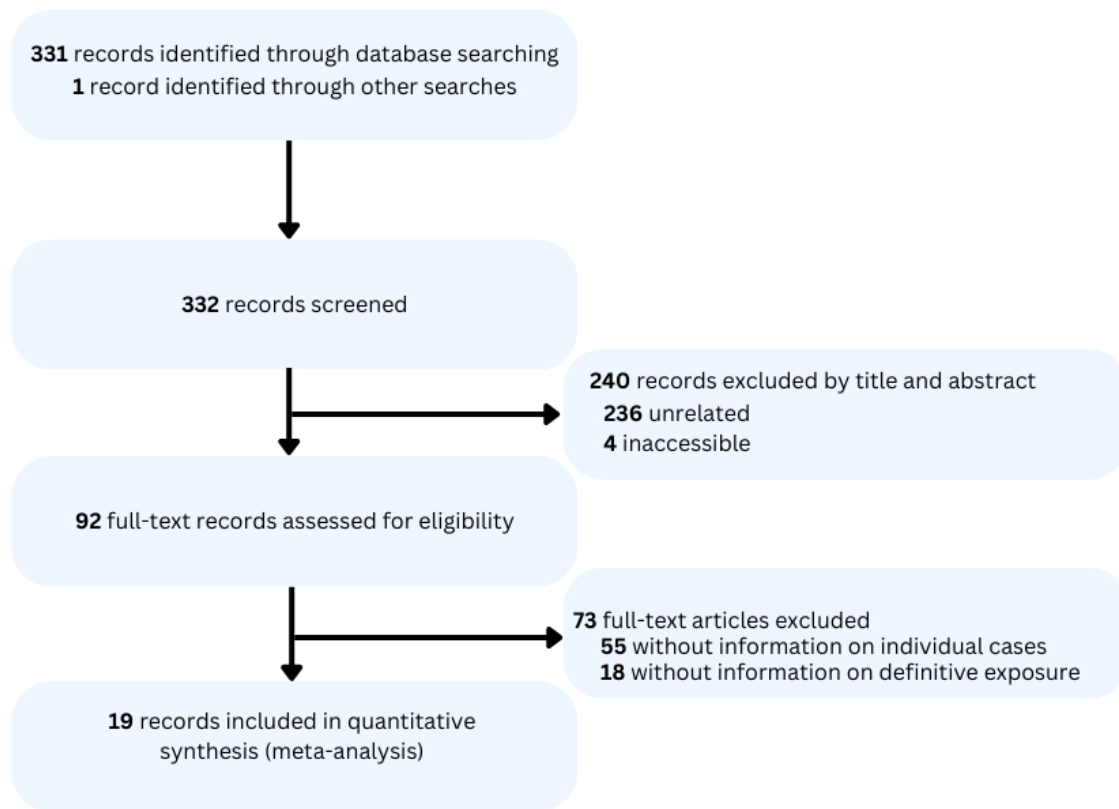 331 records identified through database searching
1 record identified through other searches
332 records screened
240 records excluded by title and abstract
236 unrelated
4 inaccessible
92 full-text records assessed for eligibility
73 full-text articles excluded
55 without information on individual cases
18 without information on definitive exposure
19 records included in quantitative
synthesis (meta-analysis)